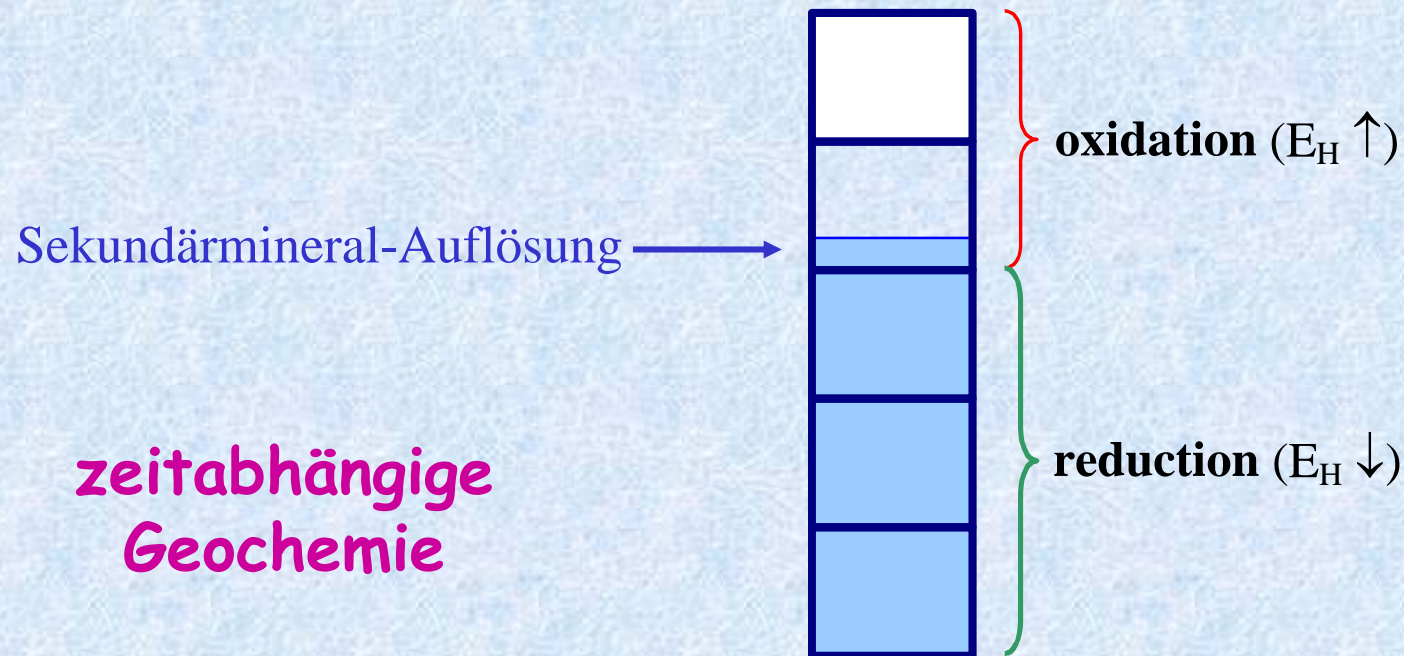 oxidation (E_H ↑)
Sekundärmineral-Auflösung
zeitabhängige
Geochemie
reduction (E_H ↓)